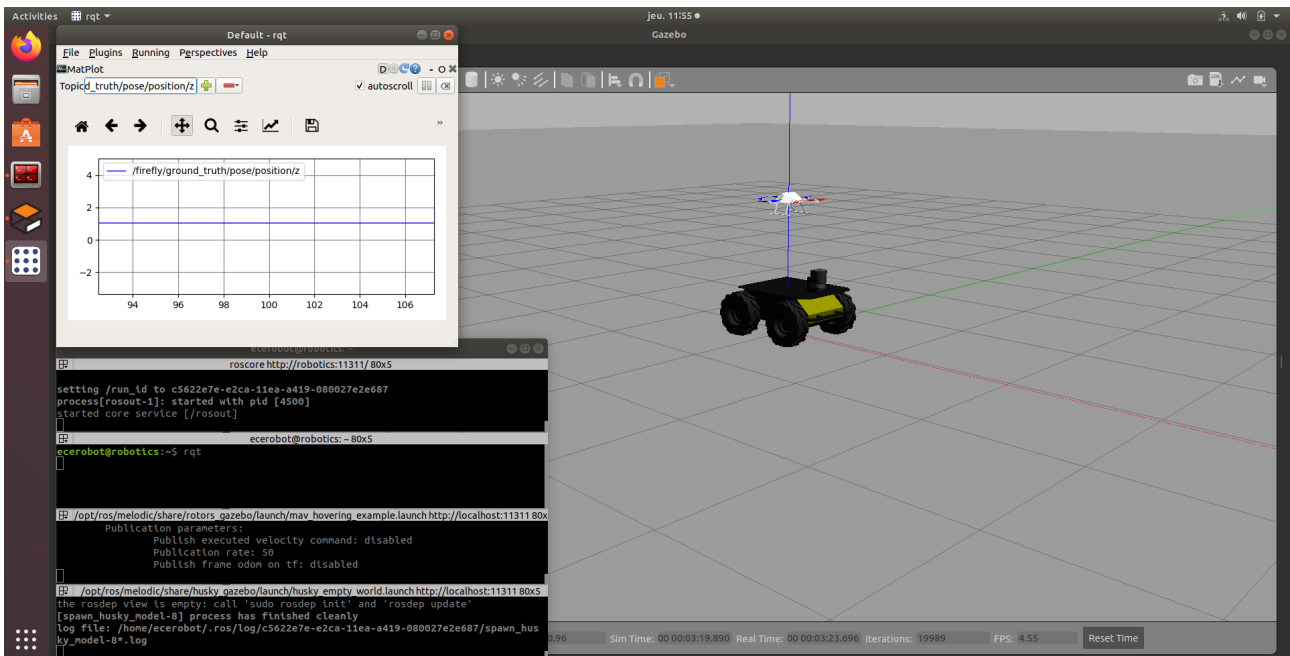 Activities rqt jeu. 11:55
Default - rqt
Gazebo
File Plugins Running Perspectives Help
MatPlot D - O
Topic d_truth/pose/position/z autoscroll
»
/firefly/ground_truth/pose/position/z
4
2
0
−2
94 96 98 100 102 104 106
ecerobot@robotics: ~
roscore http://robotics:11311/ 80x5
setting /run_id to c5622e7e-e2ca-11ea-a419-080027e2e687
process[rosout-1]: started with pid [4500]
started core service [/rosout]
ecerobot@robotics: ~ 80x5
ecerobot@robotics:~$ rqt
/opt/ros/melodic/share/rotors_gazebo/launch/mav_hovering_example.launch http://localhost:11311 80x
Publication parameters:
Publish executed velocity command: disabled
Publication rate: 50
Publish frame odom on tf: disabled
/opt/ros/melodic/share/husky_gazebo/launch/husky_empty_world.launch http://localhost:11311 80x5
the rosdep view is empty: call 'sudo rosdep init' and 'rosdep update'
[spawn_husky_model-8] process has finished cleanly
log file: /home/ecerobot/.ros/log/c5622e7e-e2ca-11ea-a419-080027e2e687/spawn_hus
ky_model-8*.log
0.96 Sim Time: 00 00:03:19.890 Real Time: 00 00:03:23.696 Iterations: 19989 FPS: 4.55 Reset Time